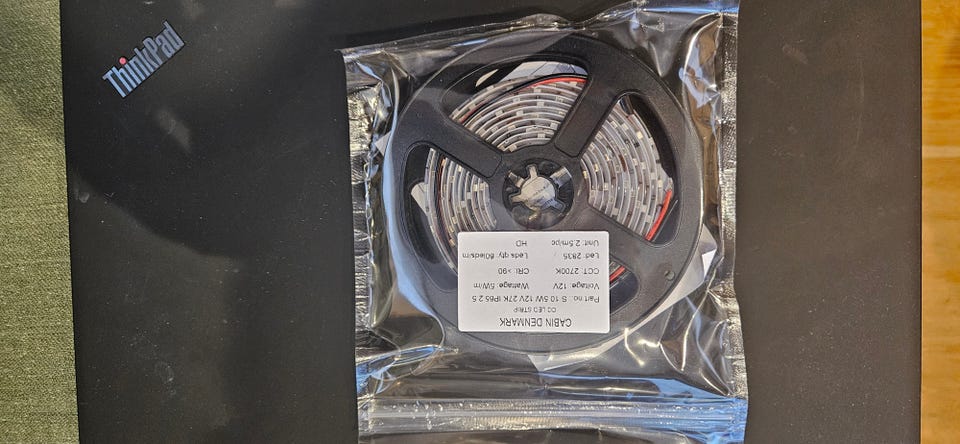 ThinkPad
CABIN DENMARK
CC LED STRIP
Part no.: S 10 5W 12V 27K IP65 2.5
Voltage: 12V Wattage: 5W/m
CCT: 2700K CRI: >90
Led: 2835 Leds qty: 60leds/m
Unit: 2.5m/pc HD